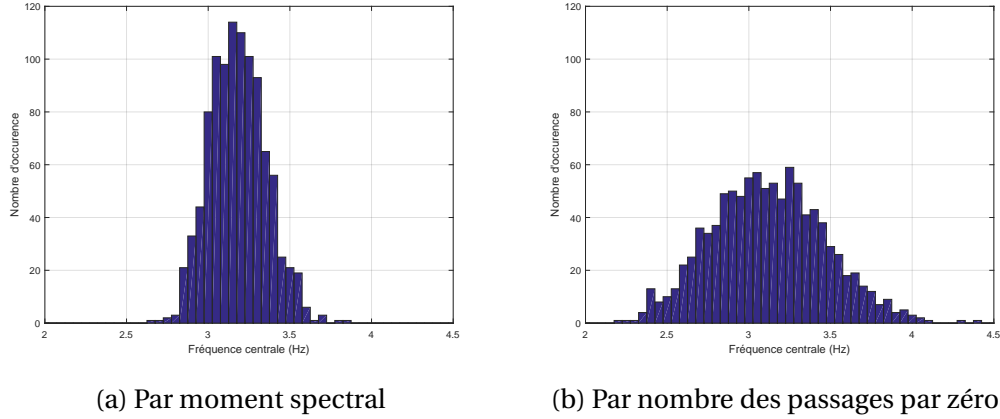 120
100
80
60
40
20
0
Nombre d'occurence
2 2.5 3 3.5 4 4.5
Fréquence centrale (Hz)
(a) Par moment spectral
120
100
80
60
40
20
0
Nombre d'occurence
2 2.5 3 3.5 4 4.5
Fréquence centrale (Hz)
(b) Par nombre des passages par zéro